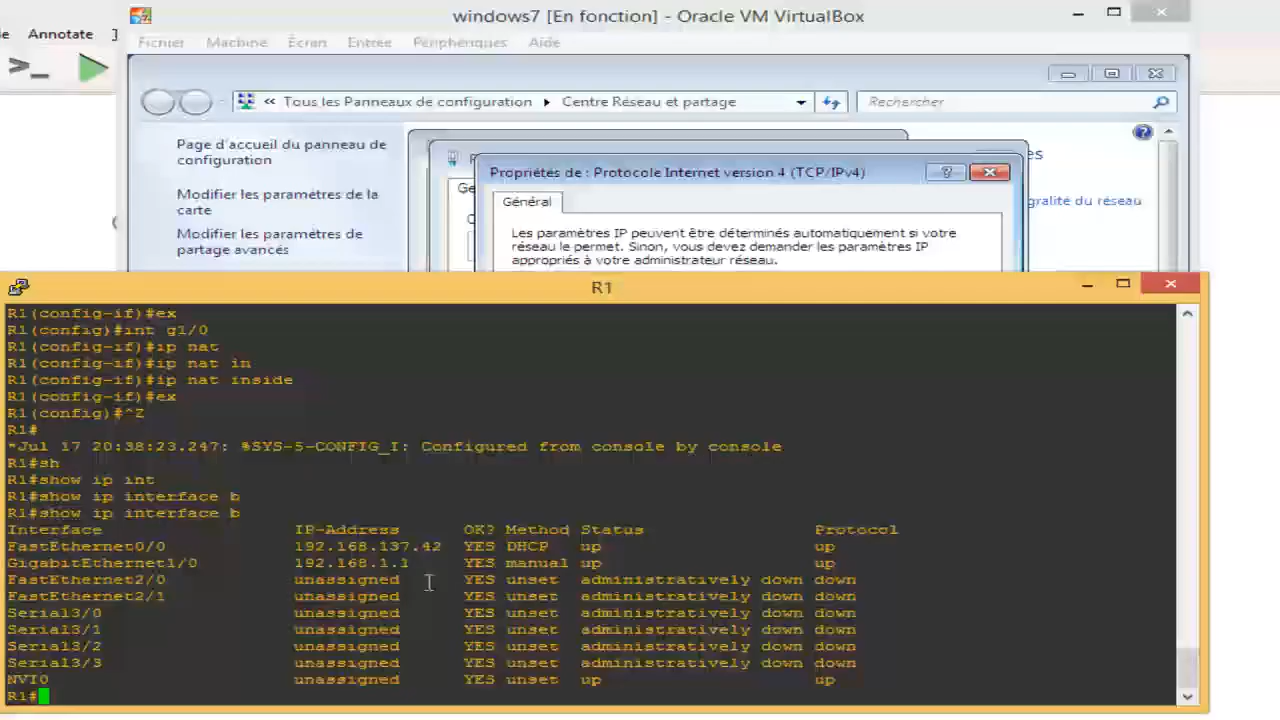 windows7 [En fonction] - Oracle VM VirtualBox
Annotate
Fichier Machine Écran Entrée Périphériques Aide
>_
« Tous les Panneaux de configuration ▸ Centre Réseau et partage
Rechercher
Page d'accueil du panneau de
configuration
Modifier les paramètres de la
carte
Modifier les paramètres de
partage avancés
Propriétés de : Protocole Internet version 4 (TCP/IPv4)
Général
Les paramètres IP peuvent être déterminés automatiquement si votre
réseau le permet. Sinon, vous devez demander les paramètres IP
appropriés à votre administrateur réseau.
gralité du réseau
R1
R1(config-if)#ex
R1(config)#int g1/0
R1(config-if)#ip nat
R1(config-if)#ip nat in
R1(config-if)#ip nat inside
R1(config-if)#ex
R1(config)#^Z
R1#
*Jul 17 20:38:23.247: %SYS-5-CONFIG_I: Configured from console by console
R1#sh
R1#show ip int
R1#show ip interface b
R1#show ip interface b
Interface IP-Address OK? Method Status Protocol
FastEthernet0/0 192.168.137.42 YES DHCP up up
GigabitEthernet1/0 192.168.1.1 YES manual up up
FastEthernet2/0 unassigned YES unset administratively down down
FastEthernet2/1 unassigned YES unset administratively down down
Serial3/0 unassigned YES unset administratively down down
Serial3/1 unassigned YES unset administratively down down
Serial3/2 unassigned YES unset administratively down down
Serial3/3 unassigned YES unset administratively down down
NVI0 unassigned YES unset up up
R1#